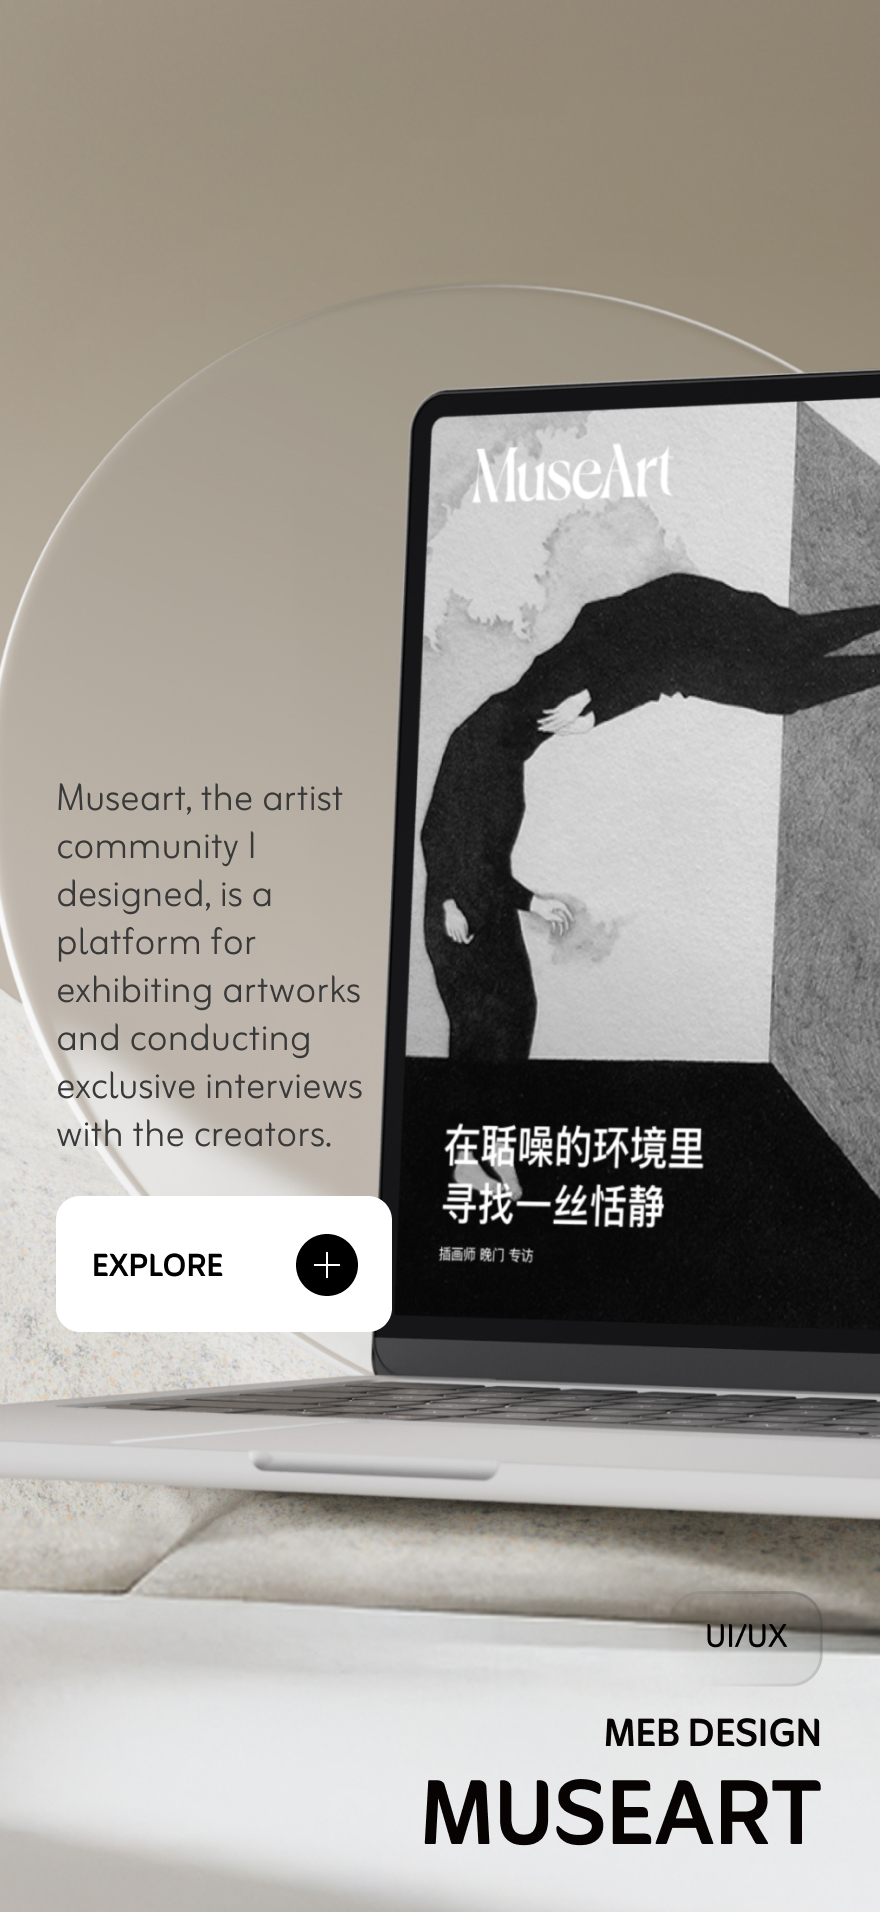 MuseArt
Museart, the artist
community I
designed, is a
platform for
exhibiting artworks
and conducting
exclusive interviews
with the creators.
在聒噪的环境里
寻找一丝恬静
插画师 晚门 专访
EXPLORE
UI/UX
MEB DESIGN
MUSEART